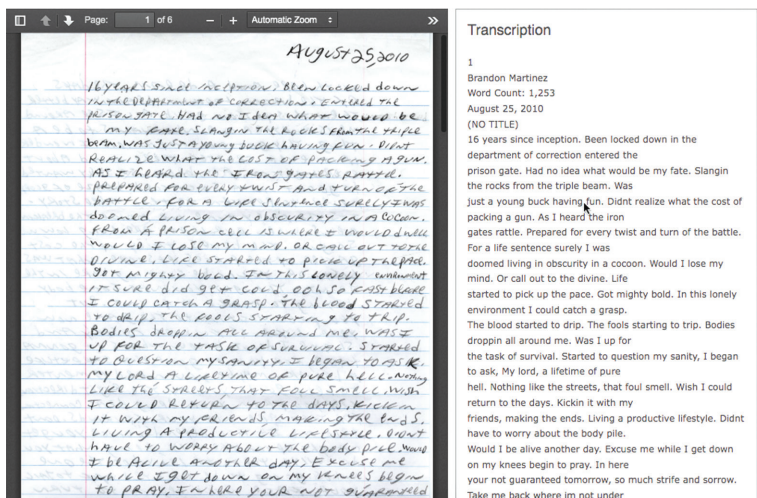 Page: 1 of 6 − + Automatic Zoom
August 25, 2010
16 years since inception. Been locked down
in the department of correction. Entered the
prison gate. Had no idea what would be
my fate. Slangin the rocks from the triple
beam. Was just a young buck having fun. Didnt
realize what the cost of packing a gun.
As I heard the irons gates rattle.
Prepared for every twist and turn of the
battle. For a life sentence surely I was
doomed living in obscurity in a cocoon.
From a prison cell is where I would dwell
would I lose my mind. Or call out to the
divine. Life started to pick up the pace.
Got mighty bold. In this lonely environment
it sure did get cold. Ooh so fast
I could catch a grasp. The blood started
to drip. The fools starting to trip.
Bodies droppin all around me. Was I
up for the task of survival. Started
to question my sanity. I began to ask.
My lord a lifetime of pure hell. Nothing
like the streets that foul smell. Wish
I could return to the days. Kickin
it with my friends making the ends.
Living a productive lifestyle. Didnt
have to worry about the body pile. Would
I be alive another day. Excuse me
while I get down on my knees begin
to pray. In here your not guaranteed
Transcription
1
Brandon Martinez
Word Count: 1,253
August 25, 2010
(NO TITLE)
16 years since inception. Been locked down in the
department of correction entered the
prison gate. Had no idea what would be my fate. Slangin
the rocks from the triple beam. Was
just a young buck having fun. Didnt realize what the cost of
packing a gun. As I heard the iron
gates rattle. Prepared for every twist and turn of the battle.
For a life sentence surely I was
doomed living in obscurity in a cocoon. Would I lose my
mind. Or call out to the divine. Life
started to pick up the pace. Got mighty bold. In this lonely
environment I could catch a grasp.
The blood started to drip. The fools starting to trip. Bodies
droppin all around me. Was I up for
the task of survival. Started to question my sanity, I began
to ask, My lord, a lifetime of pure
hell. Nothing like the streets, that foul smell. Wish I could
return to the days. Kickin it with my
friends, making the ends. Living a productive lifestyle. Didnt
have to worry about the body pile.
Would I be alive another day. Excuse me while I get down
on my knees begin to pray. In here
your not guaranteed tomorrow, so much strife and sorrow.
Take me back where im not under